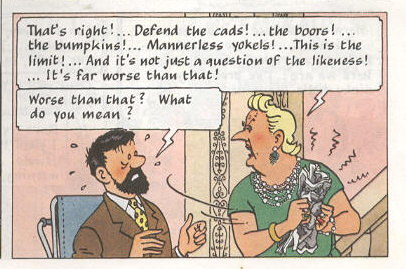 That's right!... Defend the cads!...the boors!...
the bumpkins!... Mannerless yokels!...This is the
limit!... And it's not just a question of the likeness!
... It's far worse than that!
Worse than that? What
do you mean?